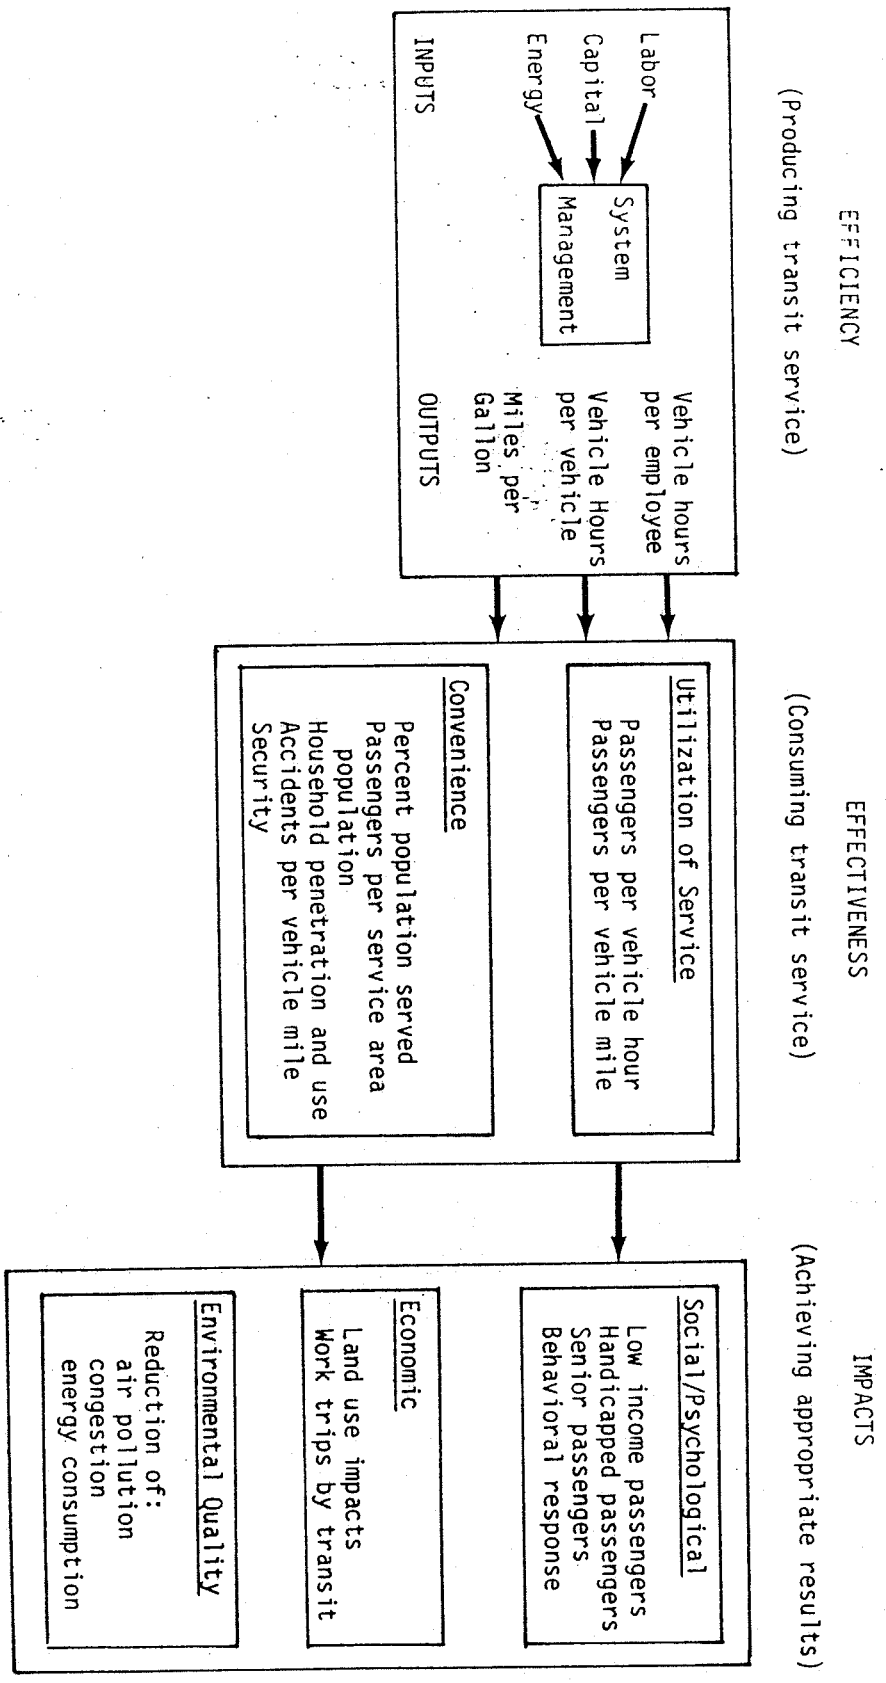 EFFICIENCY
(Producing transit service)
Labor
Capital
Energy
INPUTS
System
Management
Vehicle hours
per employee
Vehicle Hours
per vehicle
Miles per
Gallon
OUTPUTS
EFFECTIVENESS
(Consuming transit service)
Utilization of Service
Passengers per vehicle hour
Passengers per vehicle mile
Convenience
Percent population served
Passengers per service area
population
Household penetration and use
Accidents per vehicle mile
Security
IMPACTS
(Achieving appropriate results)
Social/Psychological
Low income passengers
Handicapped passengers
Senior passengers
Behavioral response
Economic
Land use impacts
Work trips by transit
Environmental Quality
Reduction of:
air pollution
congestion
energy consumption